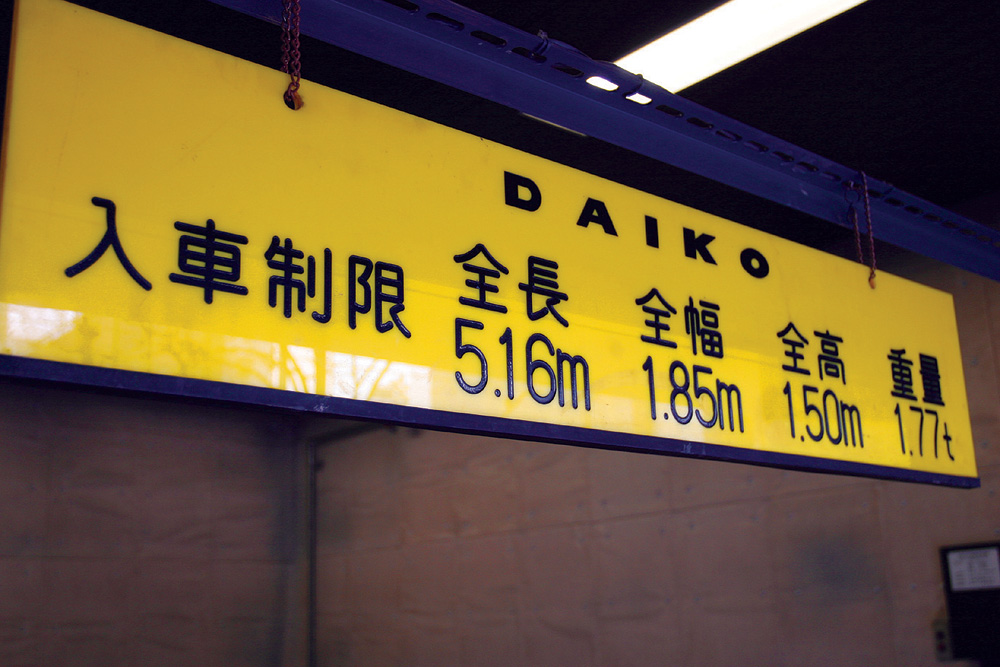 DAIKO
入車制限 全長 全幅 全高 重量
5.16m 1.85m 1.50m 1.77t